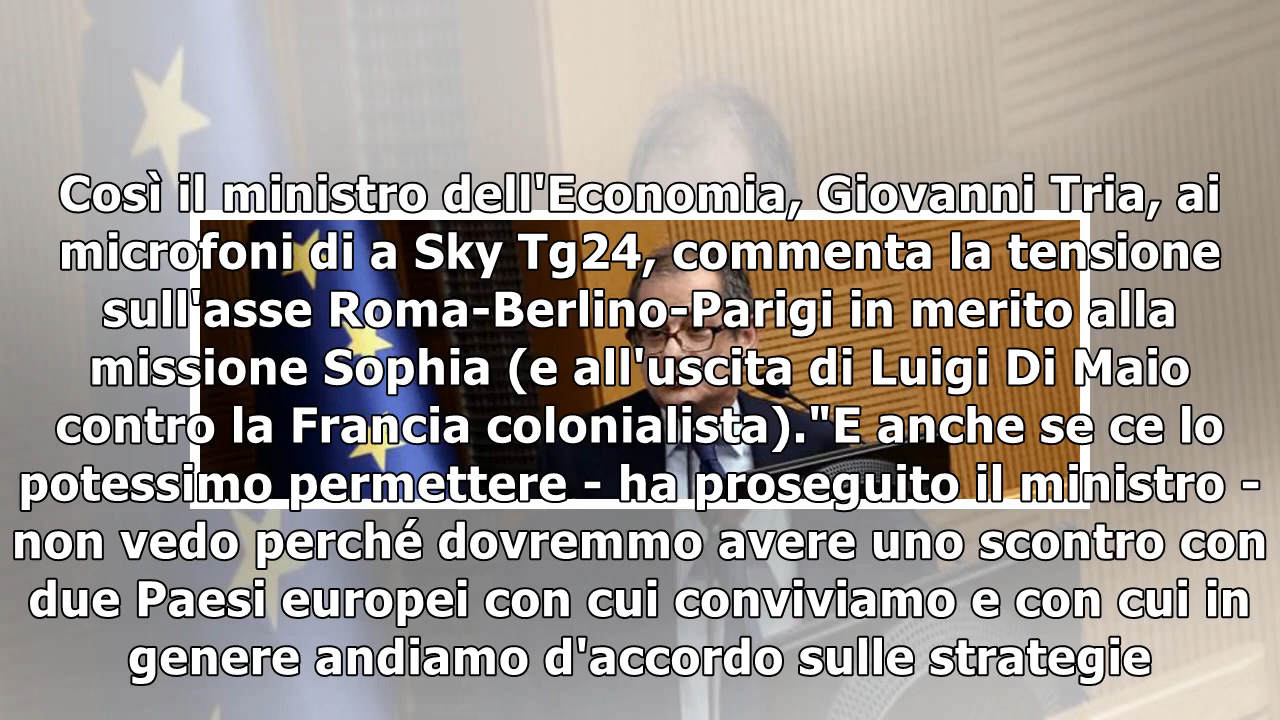 Così il ministro dell'Economia, Giovanni Tria, ai
microfoni di a Sky Tg24, commenta la tensione
sull'asse Roma-Berlino-Parigi in merito alla
missione Sophia (e all'uscita di Luigi Di Maio
contro la Francia colonialista)."E anche se ce lo
potessimo permettere - ha proseguito il ministro -
non vedo perché dovremmo avere uno scontro con
due Paesi europei con cui conviviamo e con cui in
genere andiamo d'accordo sulle strategie